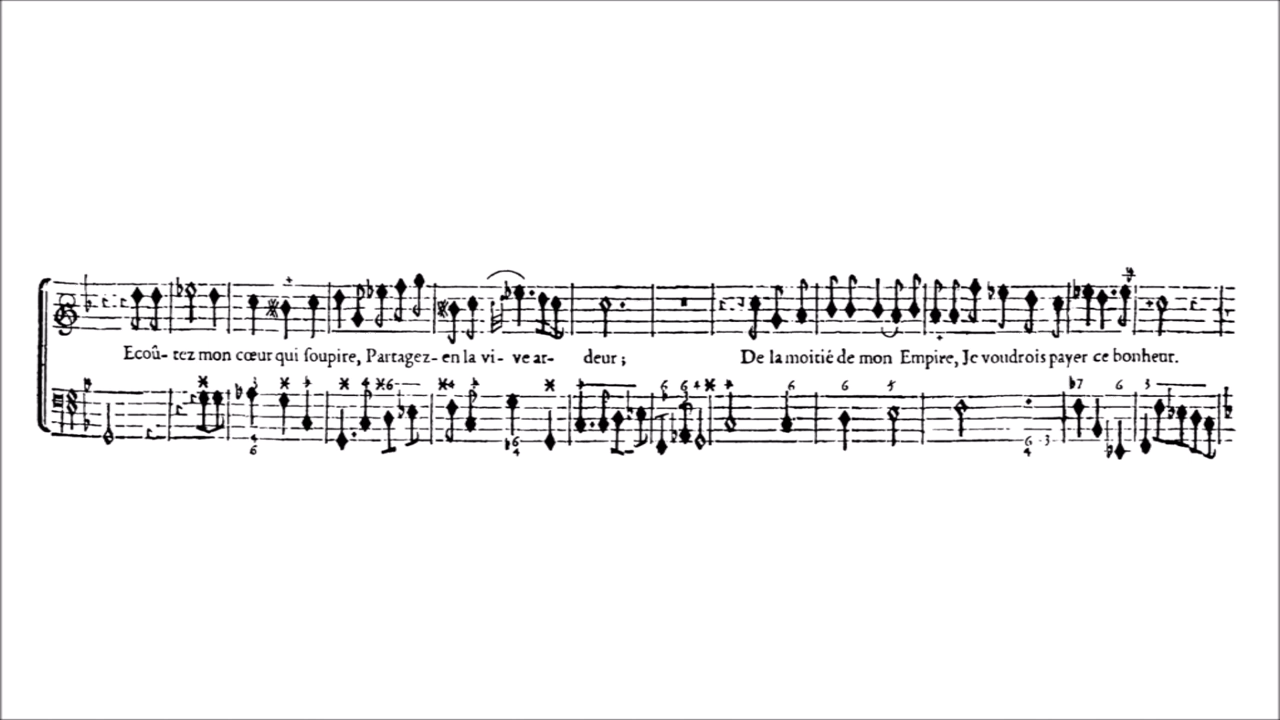 Ecoû- tez mon cœur qui ſoupire, Partagez- en la vi- ve ar- deur ; De la moitié de mon Empire, Je voudrois payer ce bonheur.